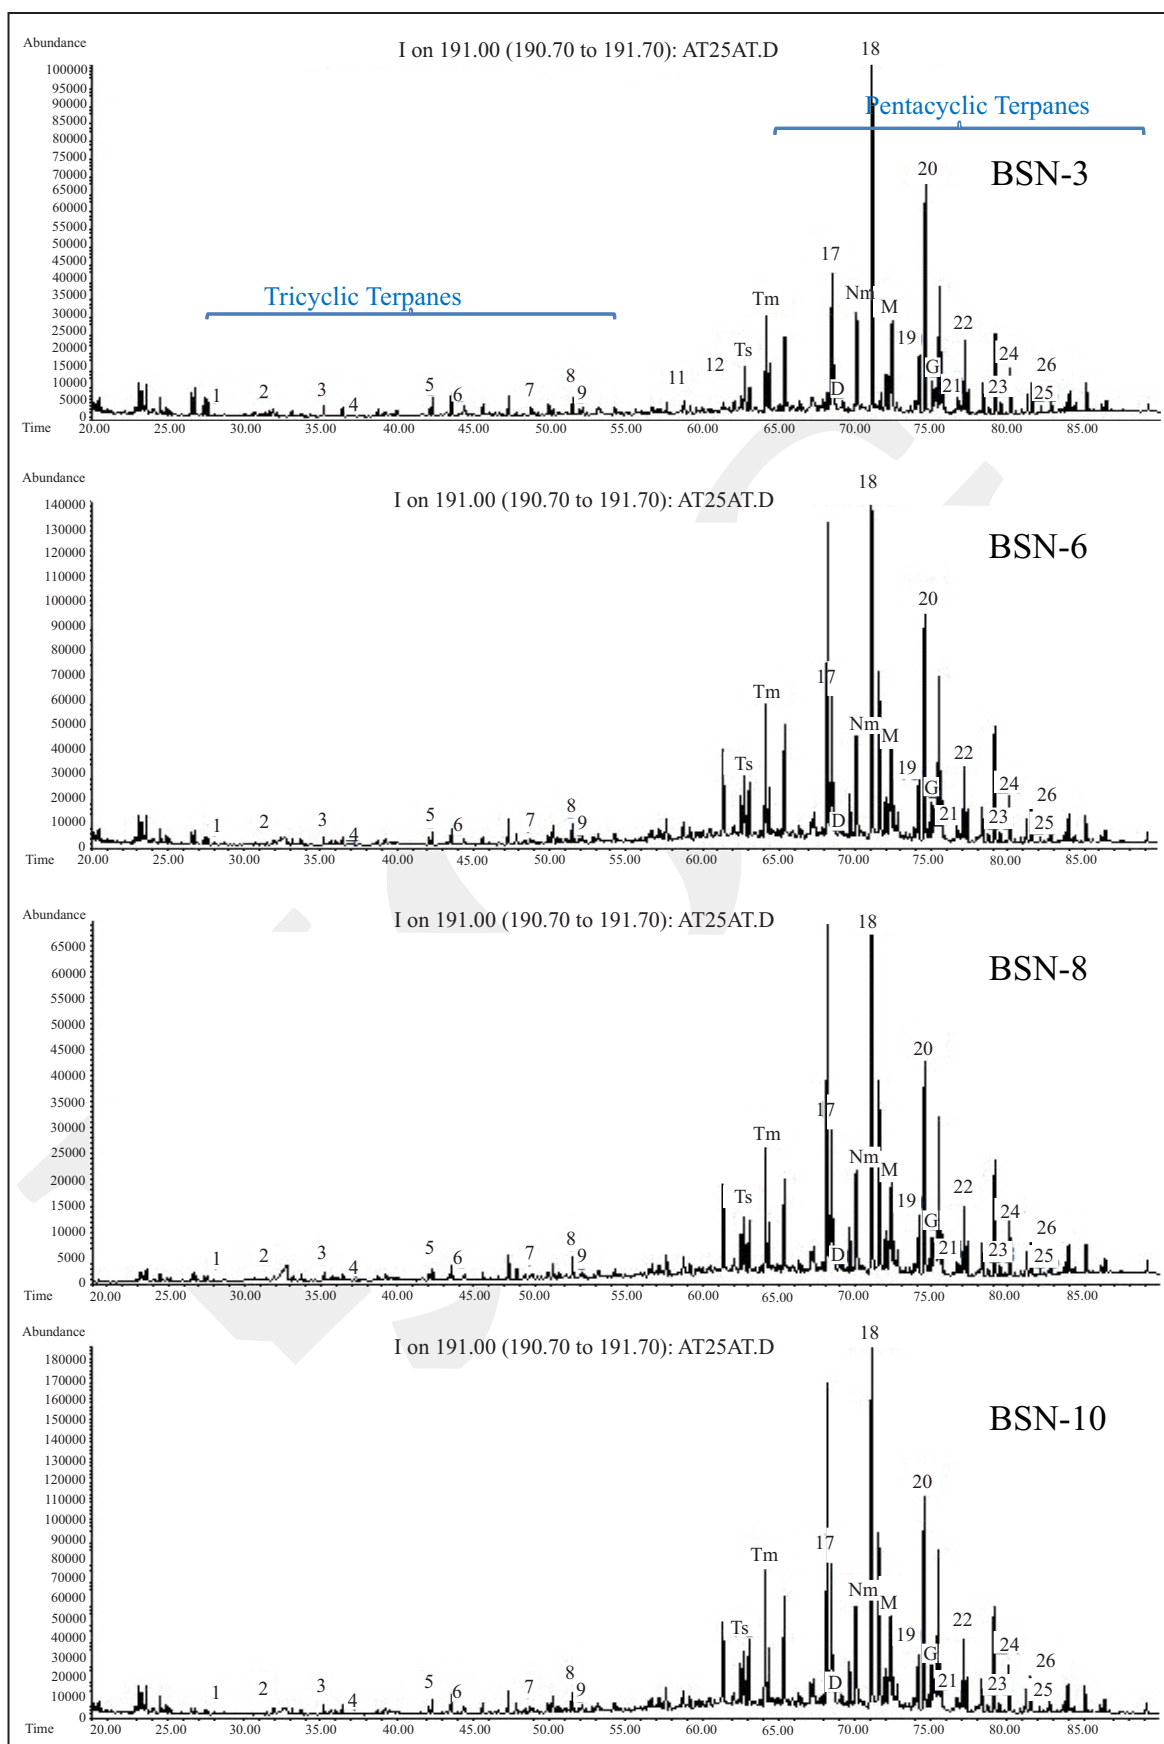 Abundance
I on 191.00 (190.70 to 191.70): AT25AT.D
18
100000
95000
90000
85000
80000
75000
70000
65000
60000
55000
50000
45000
40000
35000
30000
25000
20000
15000
10000
5000
0
Pentacyclic Terpanes
BSN-3
Tricyclic Terpanes
1 2 3 4 5 6 7 8 9 11 12 Ts Tm 17 D Nm M 19 20 G 21 22 23 24 25 26
Time
20.00 25.00 30.00 35.00 40.00 45.00 50.00 55.00 60.00 65.00 70.00 75.00 80.00 85.00
Abundance
I on 191.00 (190.70 to 191.70): AT25AT.D
18
140000
130000
120000
110000
100000
90000
80000
70000
60000
50000
40000
30000
20000
10000
0
BSN-6
1 2 3 4 5 6 7 8 9 Ts Tm 17 D Nm M 19 20 G 21 22 23 24 25 26
Time
20.00 25.00 30.00 35.00 40.00 45.00 50.00 55.00 60.00 65.00 70.00 75.00 80.00 85.00
Abundance
I on 191.00 (190.70 to 191.70): AT25AT.D
18
65000
60000
55000
50000
45000
40000
35000
30000
25000
20000
15000
10000
5000
0
BSN-8
1 2 3 4 5 6 7 8 9 Ts Tm 17 D Nm M 19 20 G 21 22 23 24 25 26
Time
20.00 25.00 30.00 35.00 40.00 45.00 50.00 55.00 60.00 65.00 70.00 75.00 80.00 85.00
Abundance
I on 191.00 (190.70 to 191.70): AT25AT.D
18
180000
170000
160000
150000
140000
130000
120000
110000
100000
90000
80000
70000
60000
50000
40000
30000
20000
10000
0
BSN-10
1 2 3 4 5 6 7 8 9 Ts Tm 17 D Nm M 19 20 G 21 22 23 24 25 26
Time
20.00 25.00 30.00 35.00 40.00 45.00 50.00 55.00 60.00 65.00 70.00 75.00 80.00 85.00